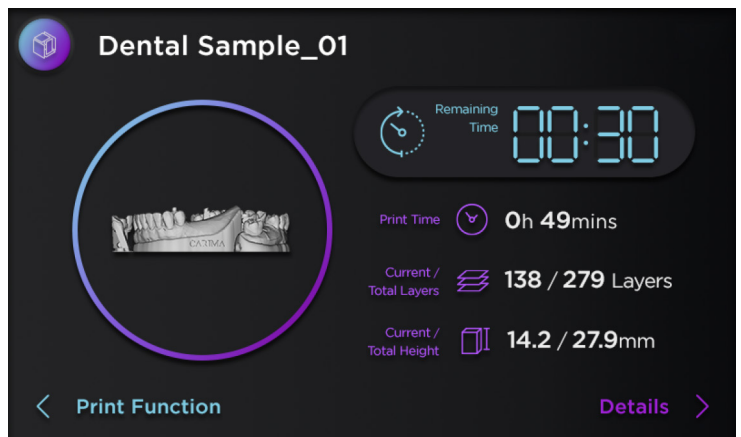 Dental Sample_01
Remaining
Time
00:30
CARIMA
Print Time
0h 49mins
Current /
Total Layers
138 / 279 Layers
Current /
Total Height
14.2 / 27.9mm
Print Function
Details